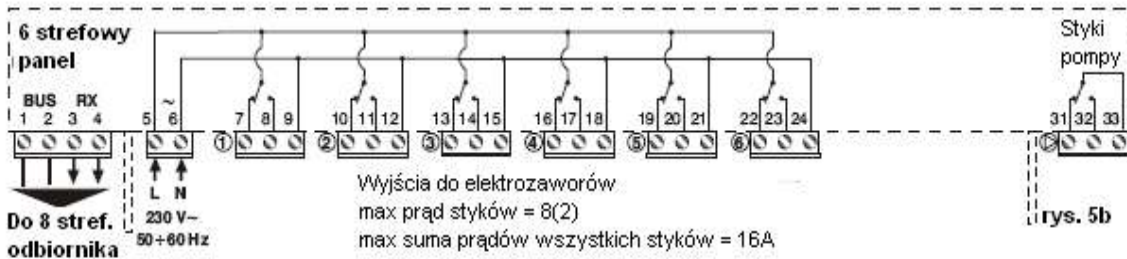 6 strefowy
panel
Styki
pompy
BUS RX
1 2 3 4
5 ~ 6
7 8 9
10 11 12
13 14 15
16 17 18
19 20 21
22 23 24
31 32 33
① ② ③ ④ ⑤ ⑥
L N
230 V~
50÷60Hz
Do 8 stref.
odbiornika
Wyjścia do elektrozaworów
max prąd styków = 8(2)
max suma prądów wszystkich styków = 16A
rys. 5b